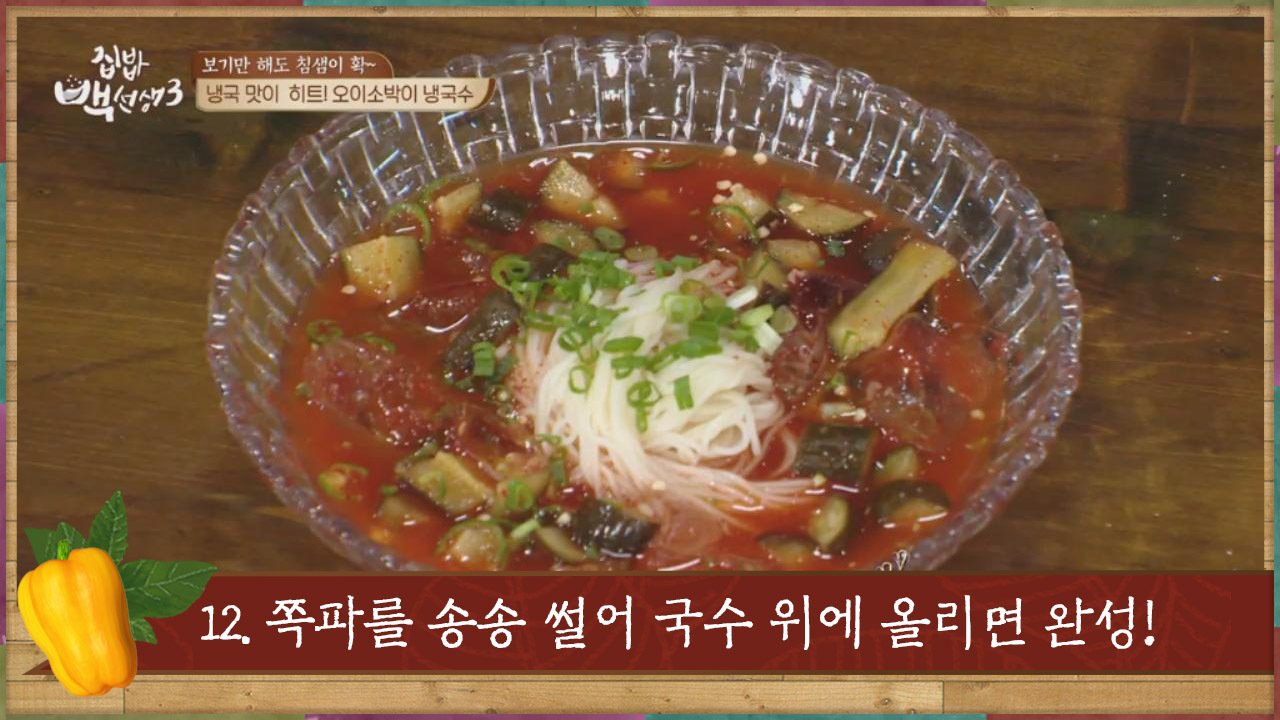 집밥
백선생3
보기만 해도 침샘이 확~
냉국 맛이 히트! 오이소박이 냉국수
12. 쪽파를 송송 썰어 국수 위에 올리면 완성!